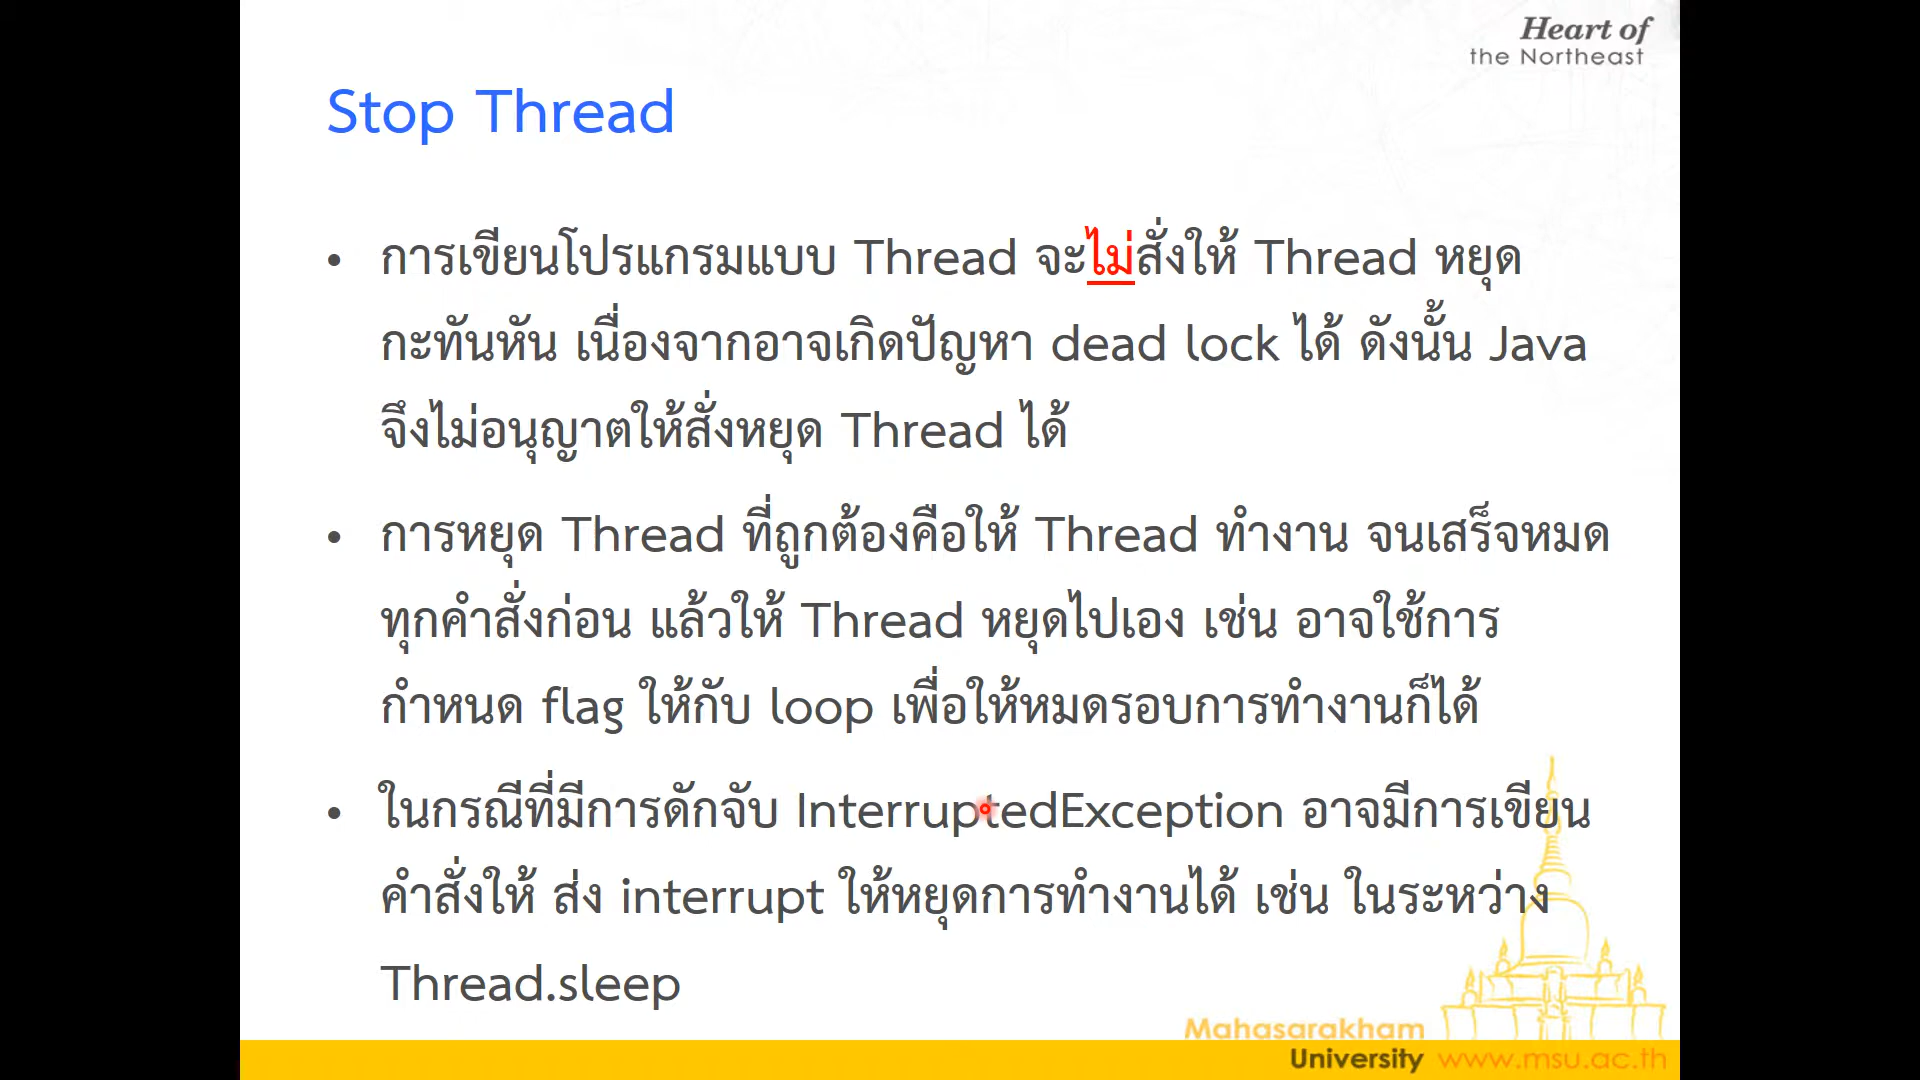 Heart of
the Northeast
Stop Thread
• การเขียนโปรแกรมแบบ Thread จะไม่สั่งให้ Thread หยุด
กะทันหัน เนื่องจากอาจเกิดปัญหา dead lock ได้ ดังนั้น Java
จึงไม่อนุญาตให้สั่งหยุด Thread ได้
• การหยุด Thread ที่ถูกต้องคือให้ Thread ทำงาน จนเสร็จหมด
ทุกคำสั่งก่อน แล้วให้ Thread หยุดไปเอง เช่น อาจใช้การ
กำหนด flag ให้กับ loop เพื่อให้หมดรอบการทำงานก็ได้
• ในกรณีที่มีการดักจับ InterruptedException อาจมีการเขียน
คำสั่งให้ ส่ง interrupt ให้หยุดการทำงานได้ เช่น ในระหว่าง
Thread.sleep
Mahasarakham
University www.msu.ac.th